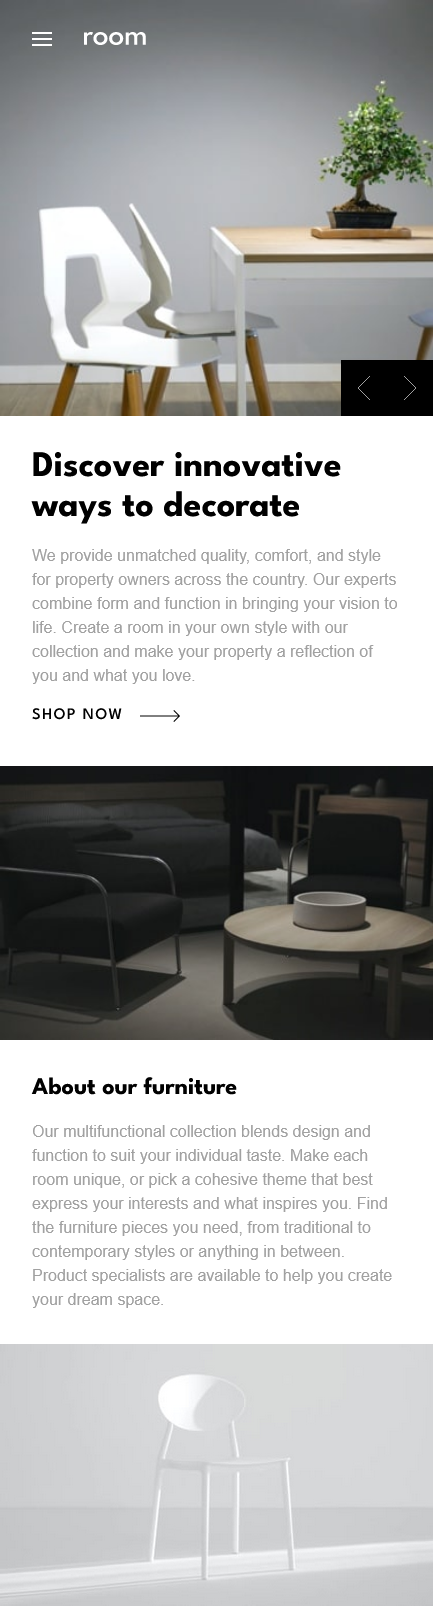 room
Discover innovative
ways to decorate
We provide unmatched quality, comfort, and style
for property owners across the country. Our experts
combine form and function in bringing your vision to
life. Create a room in your own style with our
collection and make your property a reflection of
you and what you love.
SHOP NOW
About our furniture
Our multifunctional collection blends design and
function to suit your individual taste. Make each
room unique, or pick a cohesive theme that best
express your interests and what inspires you. Find
the furniture pieces you need, from traditional to
contemporary styles or anything in between.
Product specialists are available to help you create
your dream space.